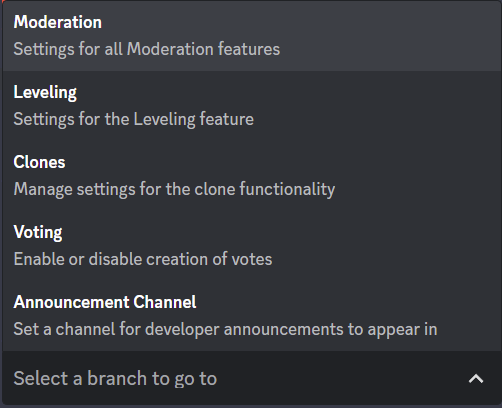 Moderation
Settings for all Moderation features
Leveling
Settings for the Leveling feature
Clones
Manage settings for the clone functionality
Voting
Enable or disable creation of votes
Announcement Channel
Set a channel for developer announcements to appear in
Select a branch to go to